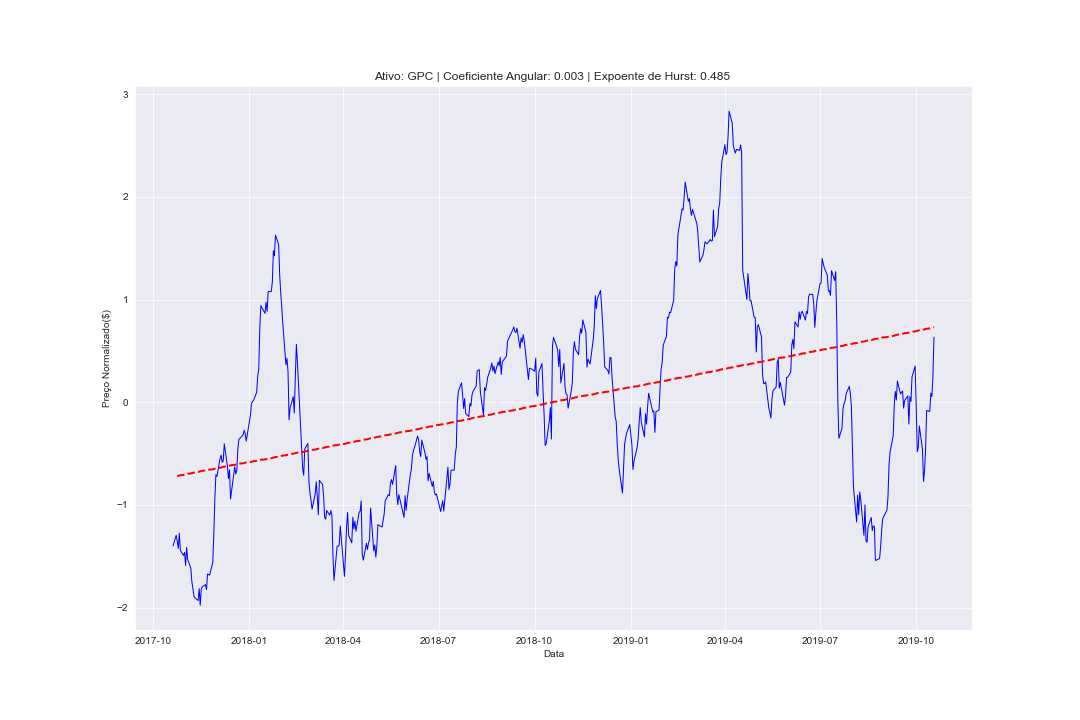 Ativo: GPC | Coeficiente Angular: 0.003 | Expoente de Hurst: 0.485
3
2
1
0
−1
−2
Preço Normalizado($)
2017-10 2018-01 2018-04 2018-07 2018-10 2019-01 2019-04 2019-07 2019-10
Data